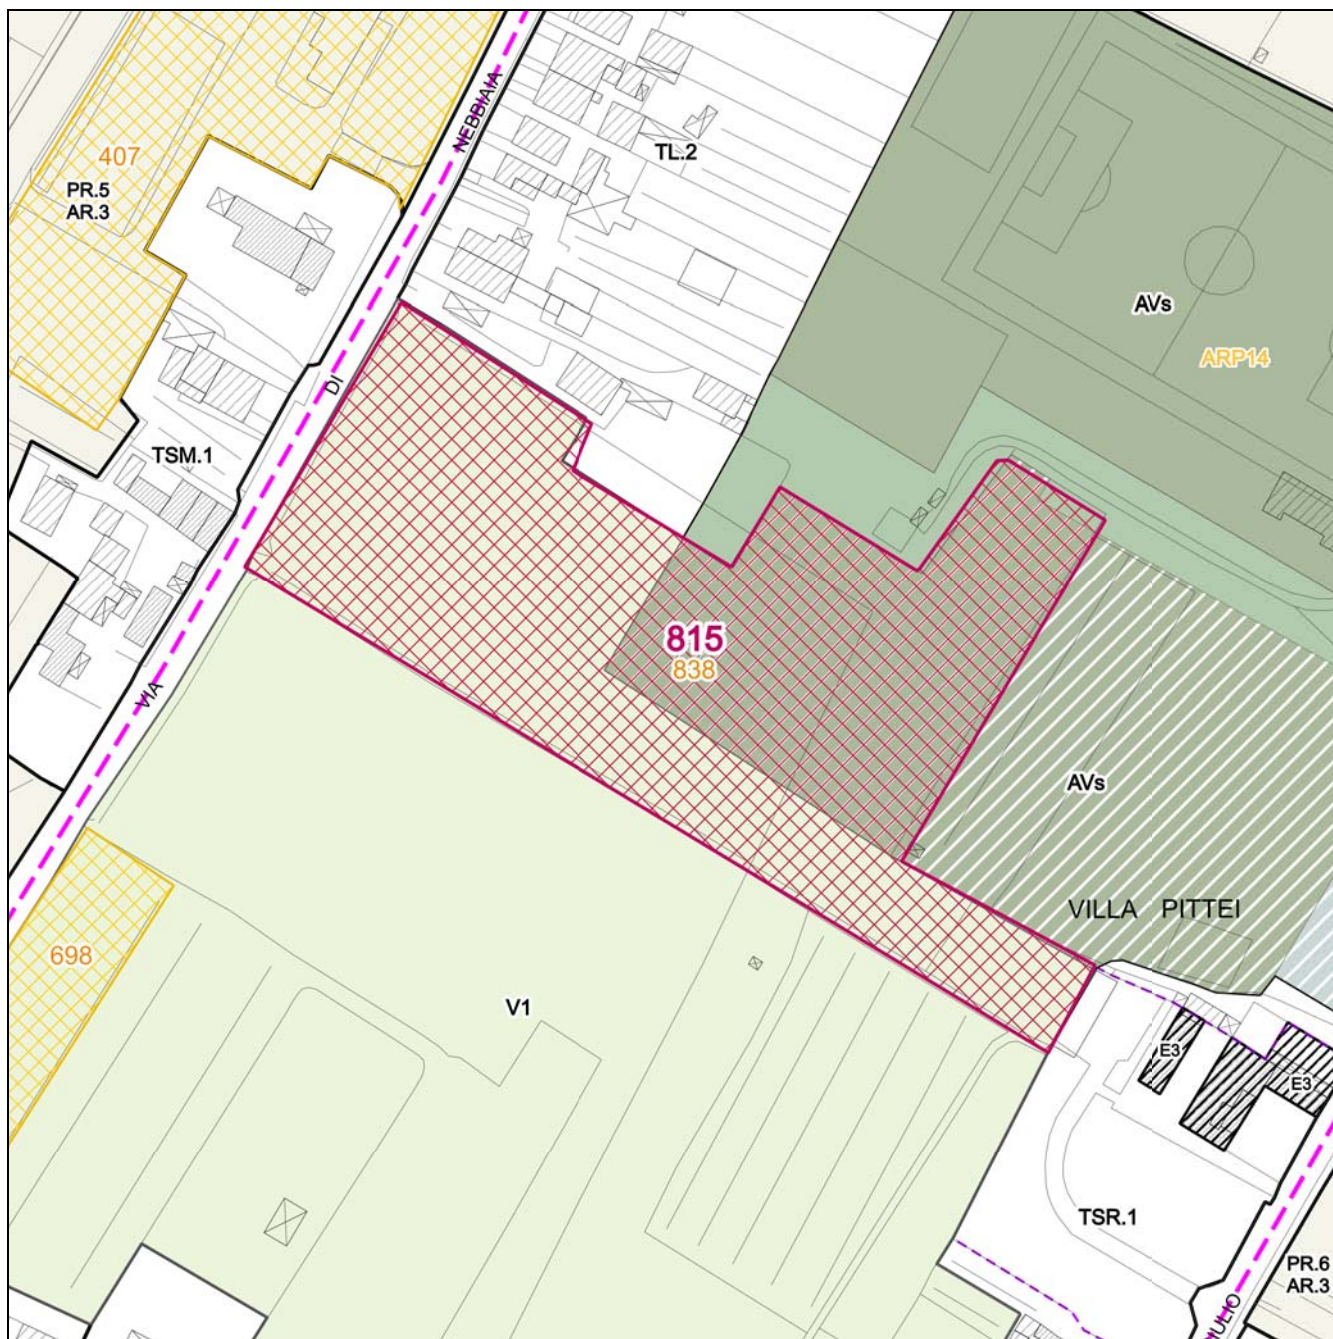 NEBBIAIA
TL.2
407
PR.5
AR.3
AVs
ARP14
DI
TSM.1
815
838
VIA
AVs
VILLA PITTEI
698
V1
E3
E3
TSR.1
PR.6
AR.3